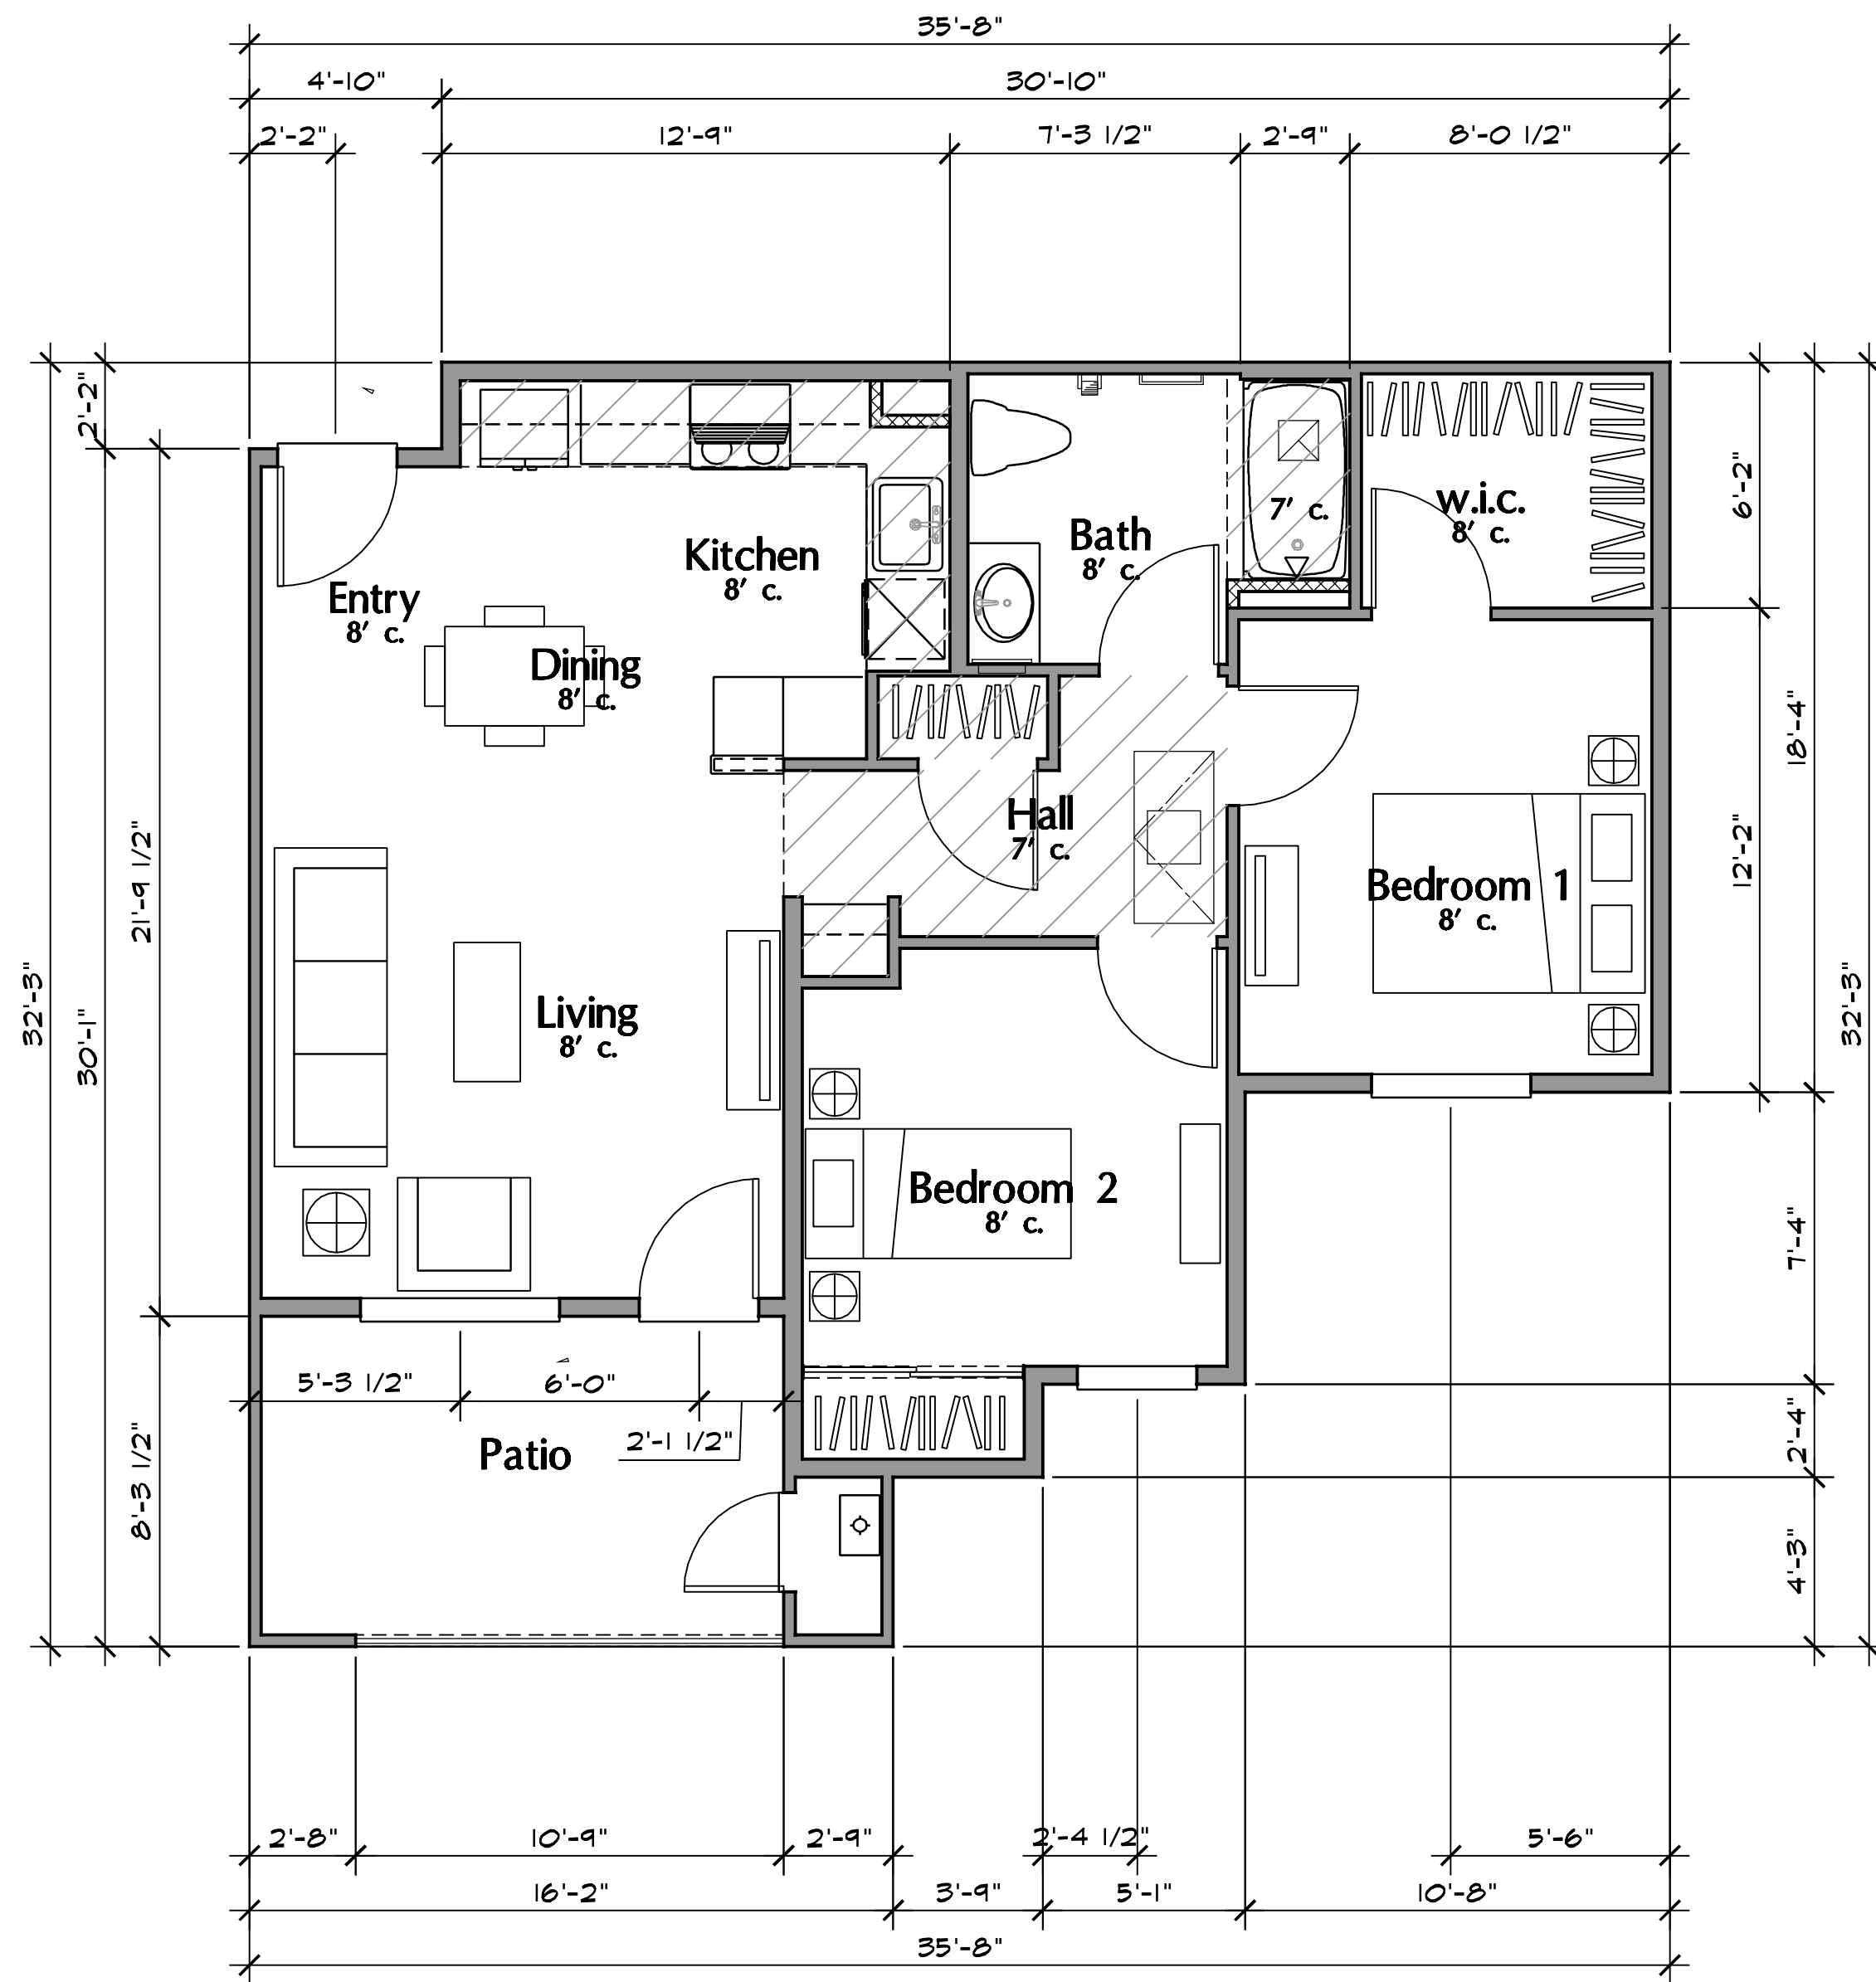 35'-8"
4'-10"
30'-10"
2'-2"
12'-9"
7'-3 1/2"
2'-9"
8'-0 1/2"
2'-2"
6'-2"
7' c.
w.i.c.
8' c.
Bath
8' c.
Kitchen
8' c.
Entry
8' c.
Dining
8' c.
18'-4"
Hall
7' c.
12'-2"
21'-9 1/2"
Bedroom 1
8' c.
32'-3"
30'-1"
32'-3"
Living
8' c.
Bedroom 2
8' c.
7'-4"
5'-3 1/2"
6'-0"
2'-1 1/2"
Patio
2'-4"
8'-3 1/2"
4'-3"
2'-8"
10'-9"
2'-9"
2'-4 1/2"
5'-6"
16'-2"
3'-9"
5'-1"
10'-8"
35'-8"